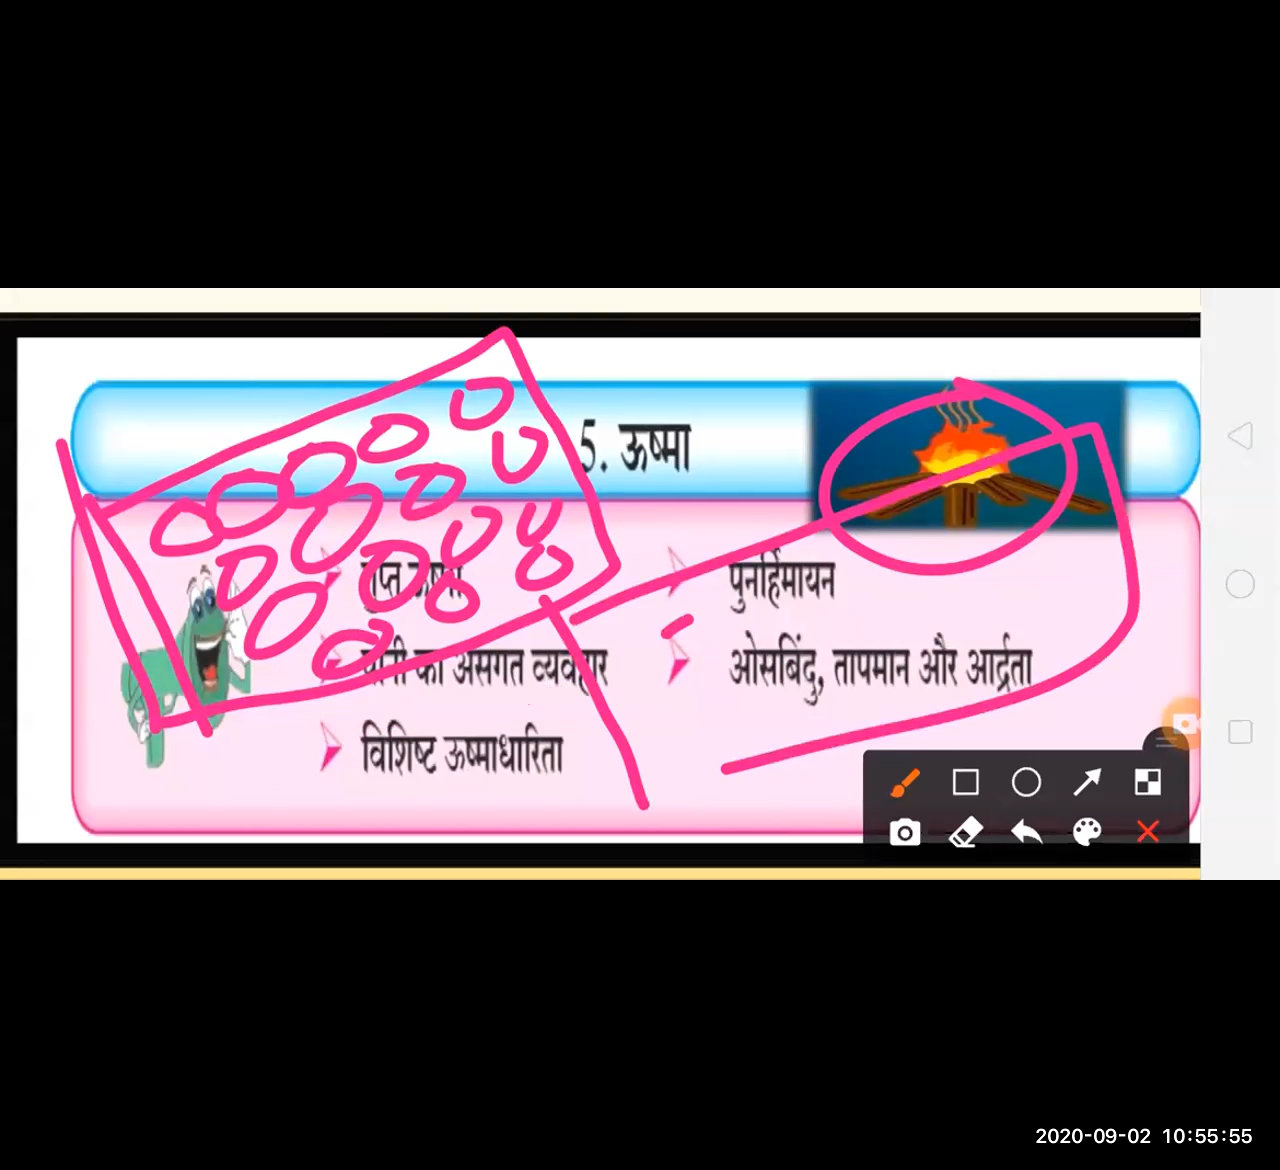 5. ऊष्मा
गुप्त ऊष्मा
पुनर्हिमायन
पानी का असंगत व्यवहार
ओसबिंदु, तापमान और आर्द्रता
विशिष्ट ऊष्माधारिता
2020-09-02 10:55:55